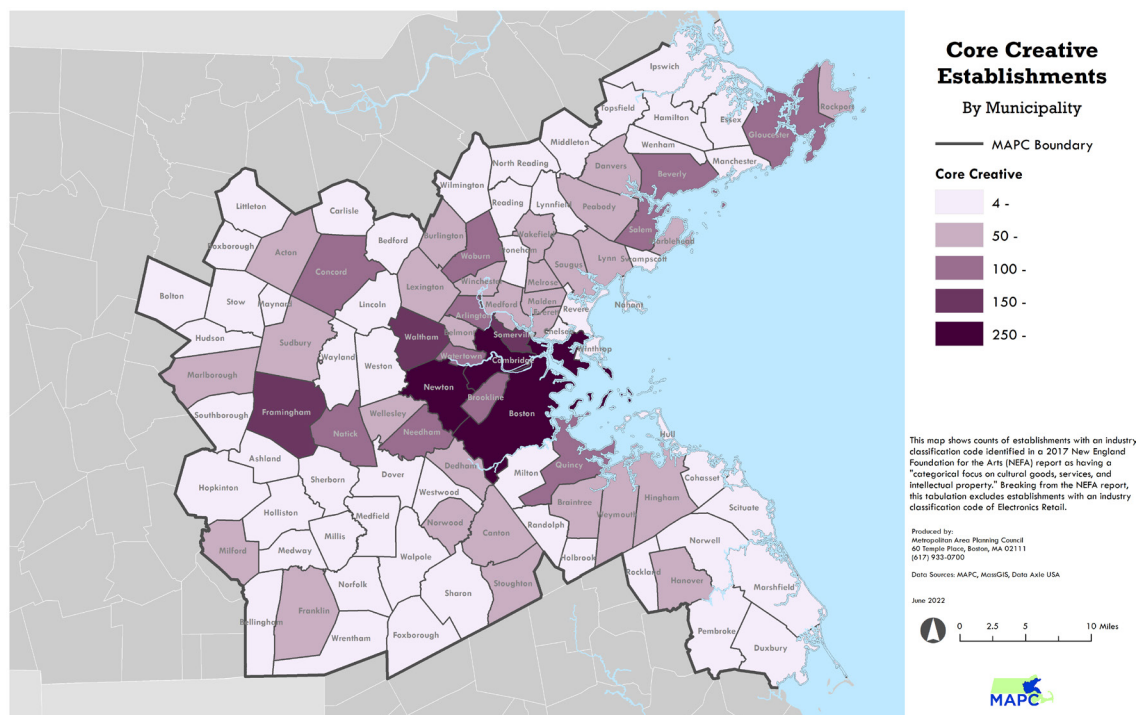 Core Creative
Establishments
By Municipality
MAPC Boundary
Core Creative
4 -
50 -
100 -
150 -
250 -
This map shows counts of establishments with an industry
classification code identified in a 2017 New England
Foundation for the Arts (NEFA) report as having a
"categorical focus on cultural goods, services, and
intellectual property." Breaking from the NEFA report,
this tabulation excludes establishments with an industry
classification code of Electronics Retail.
Produced by:
Metropolitan Area Planning Council
60 Temple Place, Boston, MA 02111
(617) 933-0700
Data Sources: MAPC, MassGIS, Data Axle USA
June 2022
0 2.5 5 10 Miles
MAPC
Ipswich
Rockport
Topsfield
Hamilton
Essex
Gloucester
Middleton
Wenham
Manchester
North Reading
Danvers
Beverly
Wilmington
Reading
Lynnfield
Peabody
Littleton
Carlisle
Salem
Marblehead
Burlington
Wakefield
Bedford
Foxborough
Acton
Woburn
Stoneham
Lynn
Swampscott
Concord
Saugus
Lexington
Winchester
Melrose
Bolton
Stow
Maynard
Lincoln
Medford
Malden
Nahant
Arlington
Everett
Revere
Hudson
Sudbury
Waltham
Belmont
Somerville
Chelsea
Wayland
Weston
Watertown
Cambridge
Winthrop
Marlborough
Newton
Brookline
Boston
Southborough
Framingham
Natick
Wellesley
Needham
Hull
Ashland
Dedham
Milton
Quincy
Hopkinton
Sherborn
Dover
Westwood
Cohasset
Holliston
Medfield
Norwood
Braintree
Weymouth
Hingham
Scituate
Milford
Medway
Millis
Walpole
Canton
Randolph
Holbrook
Norwell
Norfolk
Stoughton
Rockland
Hanover
Marshfield
Bellingham
Franklin
Sharon
Wrentham
Foxborough
Pembroke
Duxbury